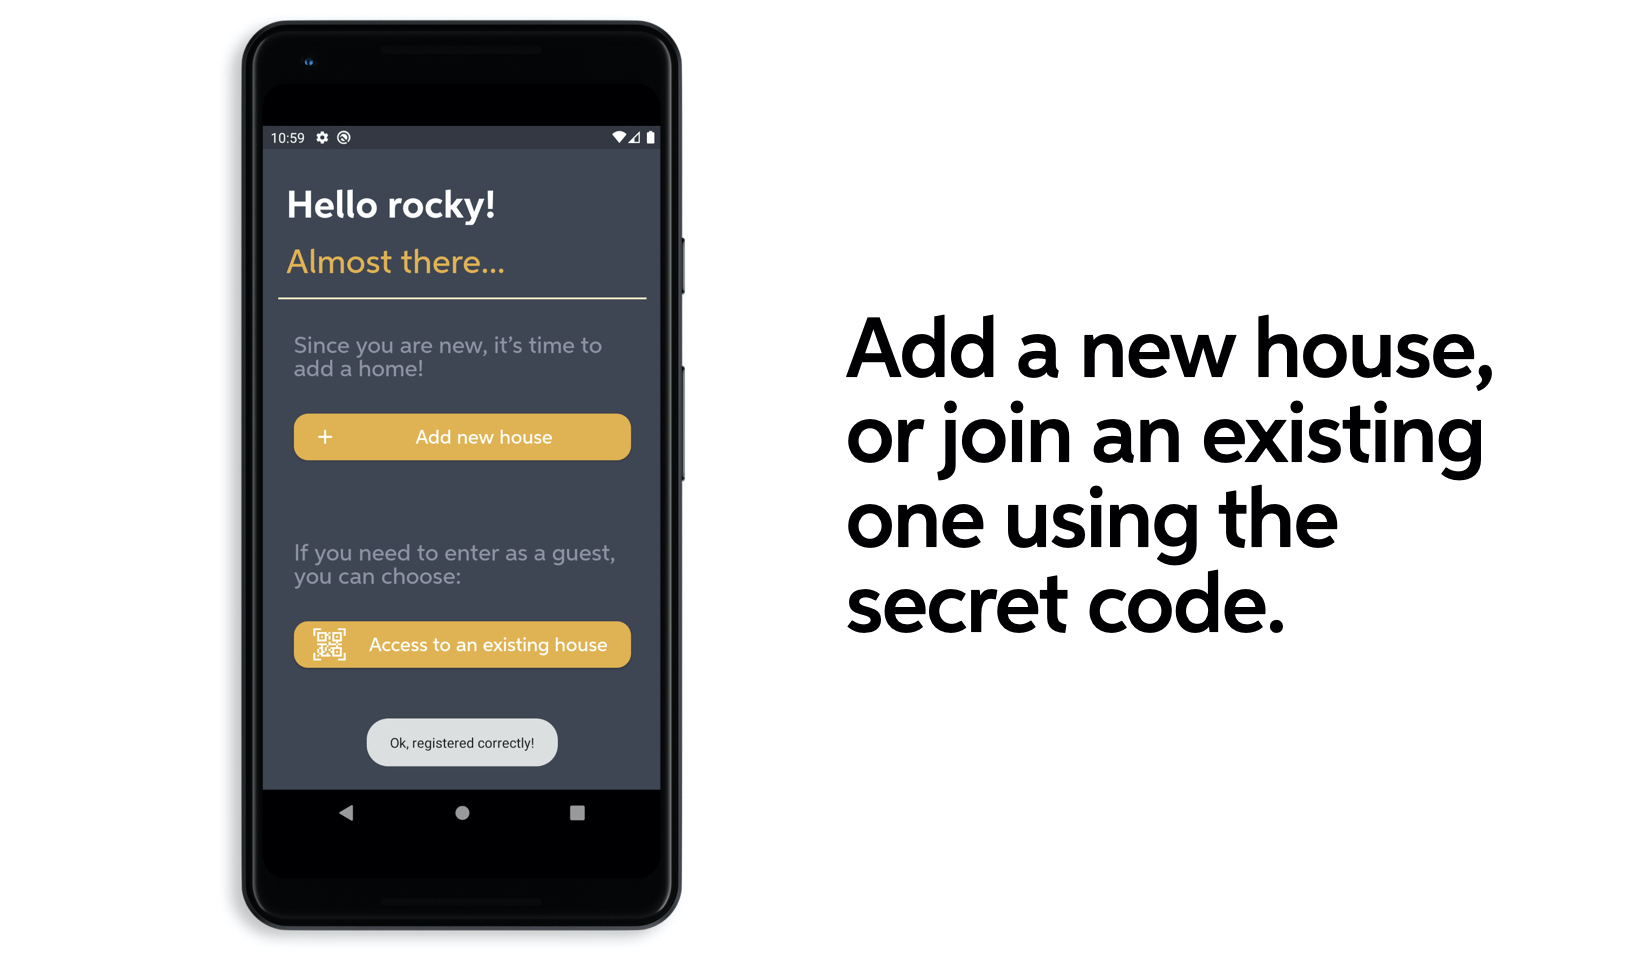 10:59
Hello rocky!
Almost there...
Since you are new, it's time to
add a home!
+ Add new house
If you need to enter as a guest,
you can choose:
Access to an existing house
Ok, registered correctly!
Add a new house,
or join an existing
one using the
secret code.